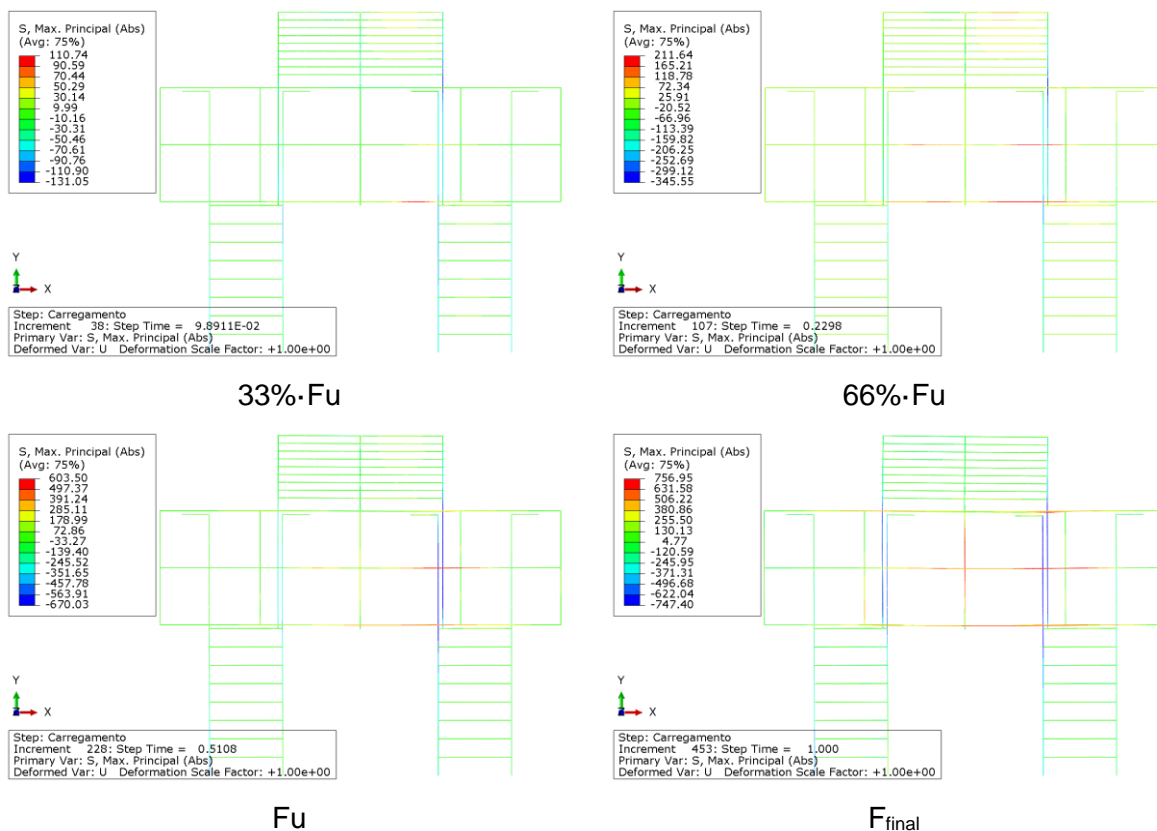 S, Max. Principal (Abs)
(Avg: 75%)
110.74
90.59
70.44
50.29
30.14
9.99
-10.16
-30.31
-50.46
-70.61
-90.76
-110.90
-131.05
Y
X
Step: Carregamento
Increment 38: Step Time = 9.8911E-02
Primary Var: S, Max. Principal (Abs)
Deformed Var: U Deformation Scale Factor: +1.00e+00
33%·Fu
S, Max. Principal (Abs)
(Avg: 75%)
211.64
165.21
118.78
72.34
25.91
-20.52
-66.96
-113.39
-159.82
-206.25
-252.69
-299.12
-345.55
Y
X
Step: Carregamento
Increment 107: Step Time = 0.2298
Primary Var: S, Max. Principal (Abs)
Deformed Var: U Deformation Scale Factor: +1.00e+00
66%·Fu
S, Max. Principal (Abs)
(Avg: 75%)
603.50
497.37
391.24
285.11
178.99
72.86
-33.27
-139.40
-245.52
-351.65
-457.78
-563.91
-670.03
Y
X
Step: Carregamento
Increment 228: Step Time = 0.5108
Primary Var: S, Max. Principal (Abs)
Deformed Var: U Deformation Scale Factor: +1.00e+00
Fu
S, Max. Principal (Abs)
(Avg: 75%)
756.95
631.58
506.22
380.86
255.50
130.13
4.77
-120.59
-245.95
-371.31
-496.68
-622.04
-747.40
Y
X
Step: Carregamento
Increment 453: Step Time = 1.000
Primary Var: S, Max. Principal (Abs)
Deformed Var: U Deformation Scale Factor: +1.00e+00
Ffinal